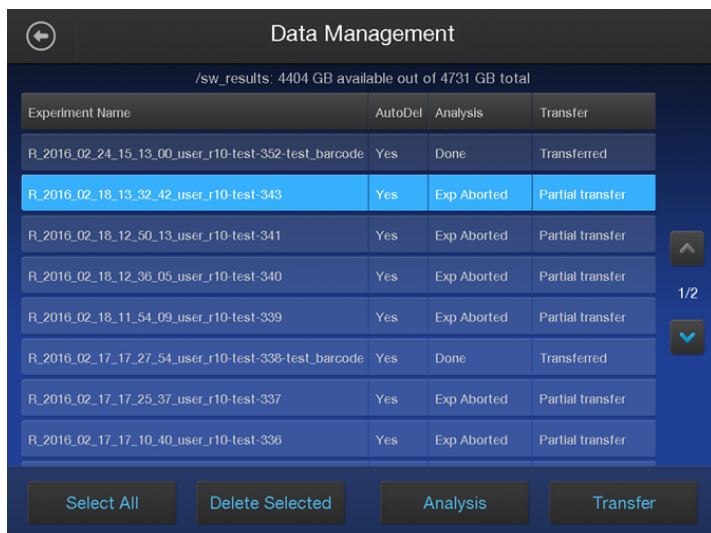 Data Management
/sw_results: 4404 GB available out of 4731 GB total
Experiment Name AutoDel Analysis Transfer
R_2016_02_24_15_13_00_user_r10-test-352-test_barcode Yes Done Transferred
R_2016_02_18_13_32_42_user_r10-test-343 Yes Exp Aborted Partial transfer
R_2016_02_18_12_50_13_user_r10-test-341 Yes Exp Aborted Partial transfer
R_2016_02_18_12_36_05_user_r10-test-340 Yes Exp Aborted Partial transfer
R_2016_02_18_11_54_09_user_r10-test-339 Yes Exp Aborted Partial transfer
R_2016_02_17_17_27_54_user_r10-test-338-test_barcode Yes Done Transferred
R_2016_02_17_17_25_37_user_r10-test-337 Yes Exp Aborted Partial transfer
R_2016_02_17_17_10_40_user_r10-test-336 Yes Exp Aborted Partial transfer
1/2
Select All Delete Selected Analysis Transfer